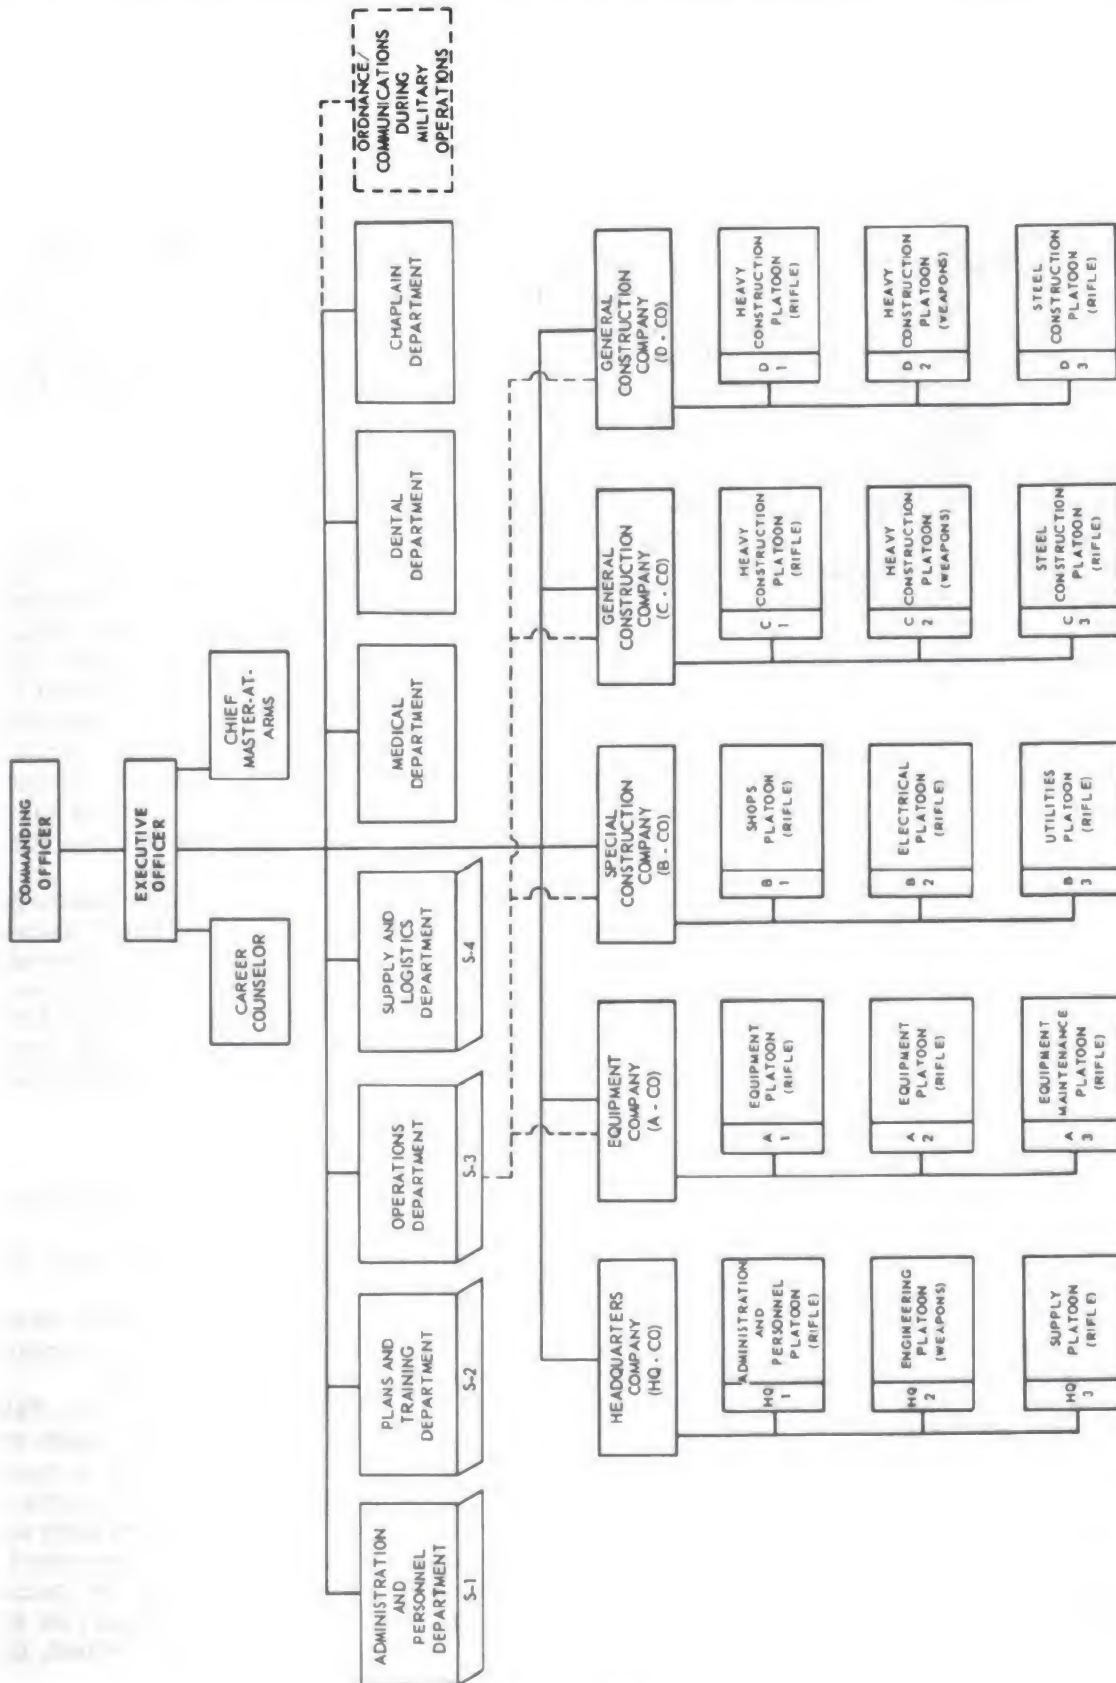 COMMANDING
OFFICER
EXECUTIVE
OFFICER
CAREER
COUNSELOR
CHIEF
MASTER-AT-
ARMS
ADMINISTRATION
AND
PERSONNEL
DEPARTMENT
S-1
PLANS AND
TRAINING
DEPARTMENT
S-2
OPERATIONS
DEPARTMENT
S-3
SUPPLY AND
LOGISTICS
DEPARTMENT
S-4
MEDICAL
DEPARTMENT
DENTAL
DEPARTMENT
CHAPLAIN
DEPARTMENT
ORDNANCE/
COMMUNICATIONS
DURING
MILITARY
OPERATIONS
HEADQUARTERS
COMPANY
(HQ - CO)
HQ
1
ADMINISTRATION
AND
PERSONNEL
PLATOON
(RIFLE)
HQ
2
ENGINEERING
PLATOON
(WEAPONS)
HQ
3
SUPPLY
PLATOON
(RIFLE)
EQUIPMENT
COMPANY
(A - CO)
A
1
EQUIPMENT
PLATOON
(RIFLE)
A
2
EQUIPMENT
PLATOON
(RIFLE)
A
3
EQUIPMENT
MAINTENANCE
PLATOON
(RIFLE)
SPECIAL
CONSTRUCTION
COMPANY
(B - CO)
B
1
SHOPS
PLATOON
(RIFLE)
B
2
ELECTRICAL
PLATOON
(RIFLE)
B
3
UTILITIES
PLATOON
(RIFLE)
GENERAL
CONSTRUCTION
COMPANY
(C - CO)
C
1
HEAVY
CONSTRUCTION
PLATOON
(RIFLE)
C
2
HEAVY
CONSTRUCTION
PLATOON
(WEAPONS)
C
3
STEEL
CONSTRUCTION
PLATOON
(RIFLE)
GENERAL
CONSTRUCTION
COMPANY
(D - CO)
D
1
HEAVY
CONSTRUCTION
PLATOON
(RIFLE)
D
2
HEAVY
CONSTRUCTION
PLATOON
(WEAPONS)
D
3
STEEL
CONSTRUCTION
PLATOON
(RIFLE)